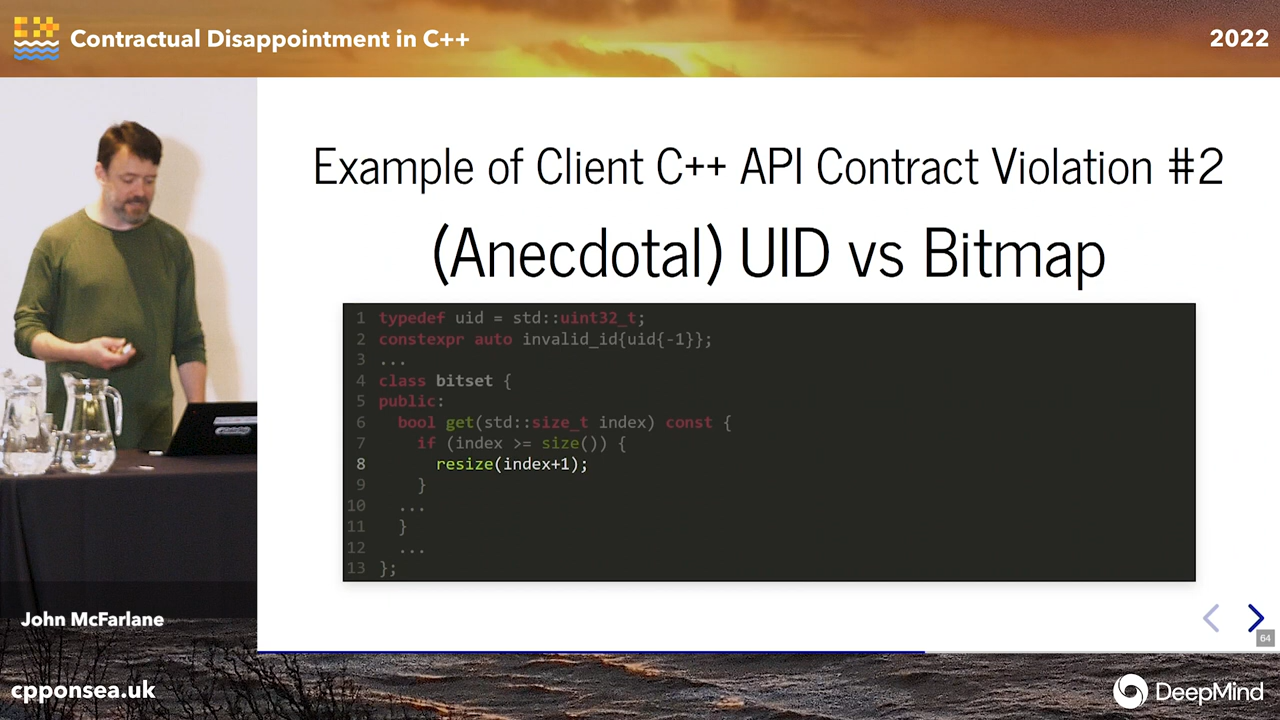 Contractual Disappointment in C++
2022
Example of Client C++ API Contract Violation #2
(Anecdotal) UID vs Bitmap
1 typedef uid = std::uint32_t;
2 constexpr auto invalid_id{uid{-1}};
3 ...
4 class bitset {
5 public:
6 bool get(std::size_t index) const {
7 if (index >= size()) {
8 resize(index+1);
9 }
10 ...
11 }
12 ...
13 };
64
John McFarlane
cpponsea.uk
DeepMind